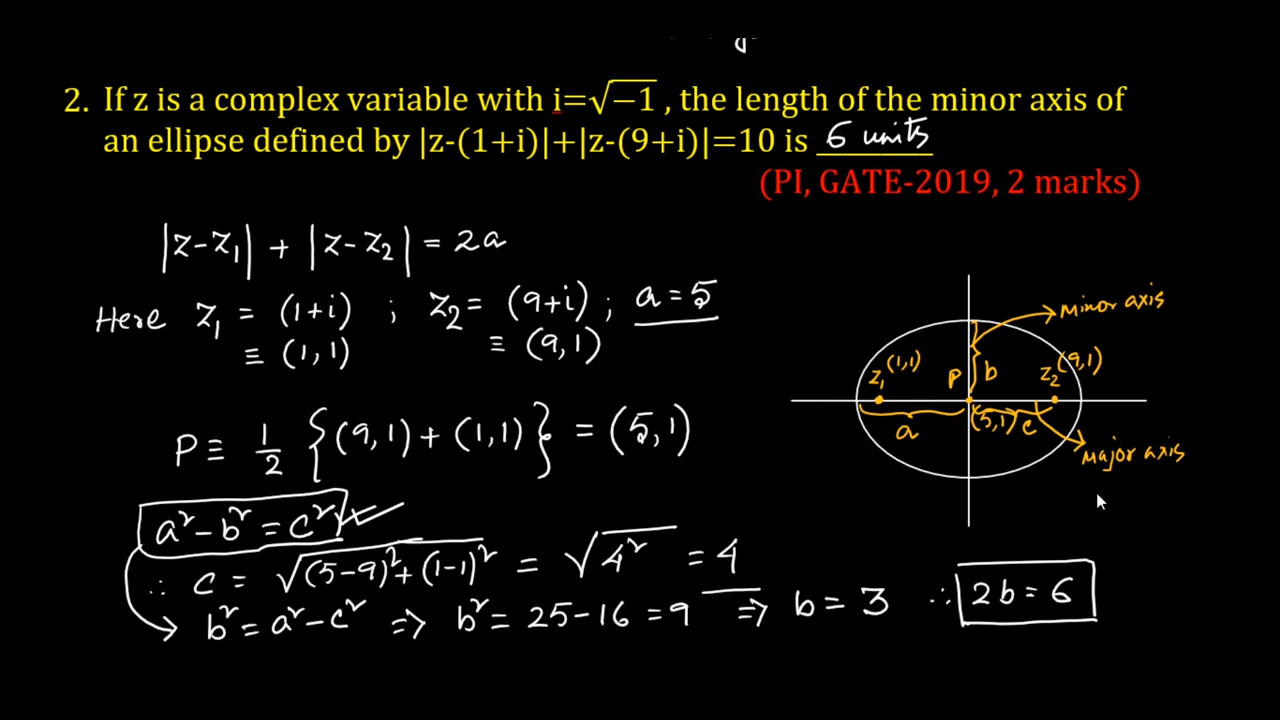 2. If z is a complex variable with i=√−1 , the length of the minor axis of
an ellipse defined by |z-(1+i)|+|z-(9+i)|=10 is 6 units
(PI, GATE-2019, 2 marks)
|z-z₁| + |z-z₂| = 2a
Here z₁ = (1+i) ; z₂ = (9+i) ; a = 5
≡ (1,1) ≡ (9,1)
P ≡ 1/2 {(9,1) + (1,1)} = (5,1)
a² - b² = c²
∴ c = √(5-9)² + (1-1)² = √4² = 4
b² = a² - c² ⇒ b² = 25 - 16 = 9 ⇒ b = 3 ∴ 2b = 6
Minor axis
z₁ (1,1) P b z₂ (9,1)
a (5,1) c
Major axis